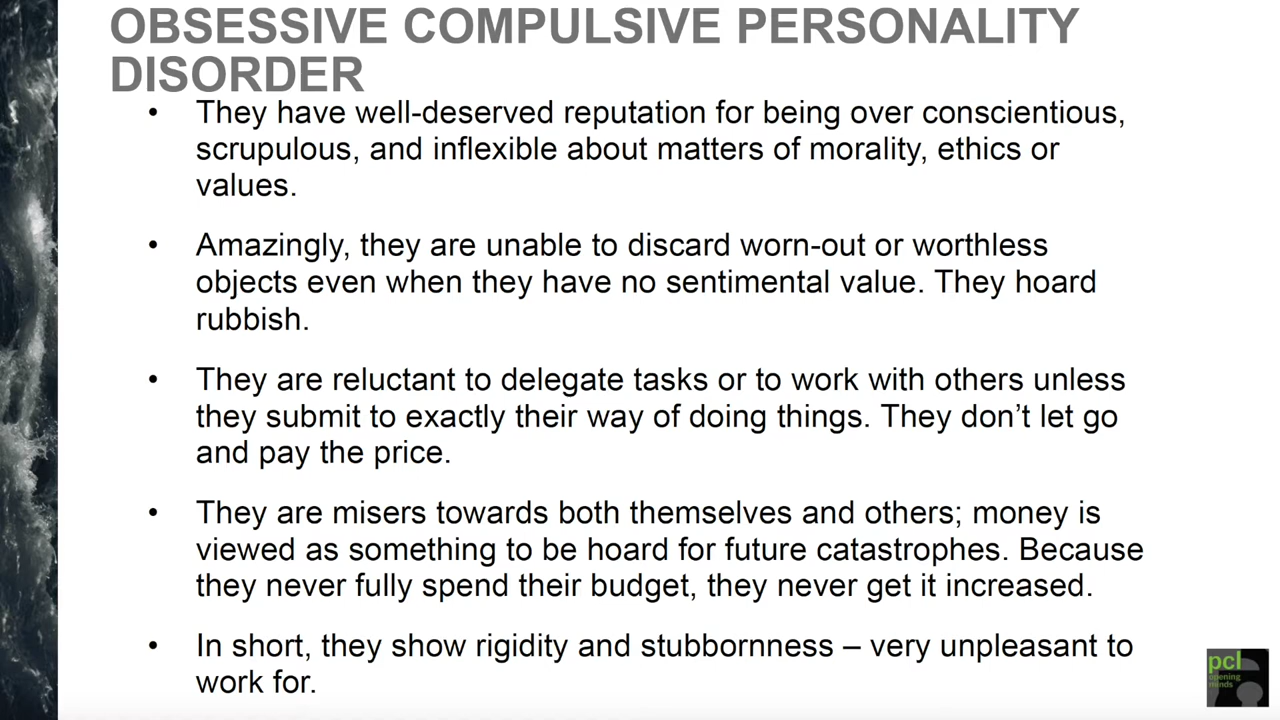 OBSESSIVE COMPULSIVE PERSONALITY
DISORDER
• They have well-deserved reputation for being over conscientious,
scrupulous, and inflexible about matters of morality, ethics or
values.
• Amazingly, they are unable to discard worn-out or worthless
objects even when they have no sentimental value. They hoard
rubbish.
• They are reluctant to delegate tasks or to work with others unless
they submit to exactly their way of doing things. They don’t let go
and pay the price.
• They are misers towards both themselves and others; money is
viewed as something to be hoard for future catastrophes. Because
they never fully spend their budget, they never get it increased.
• In short, they show rigidity and stubbornness – very unpleasant to
work for.
pcl
opening
minds